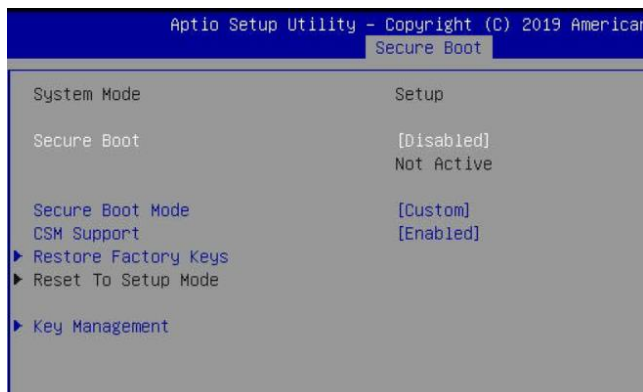 Aptio Setup Utility – Copyright (C) 2019 American
Secure Boot
System Mode Setup
Secure Boot [Disabled]
Not Active
Secure Boot Mode [Custom]
CSM Support [Enabled]
Restore Factory Keys
Reset To Setup Mode
Key Management